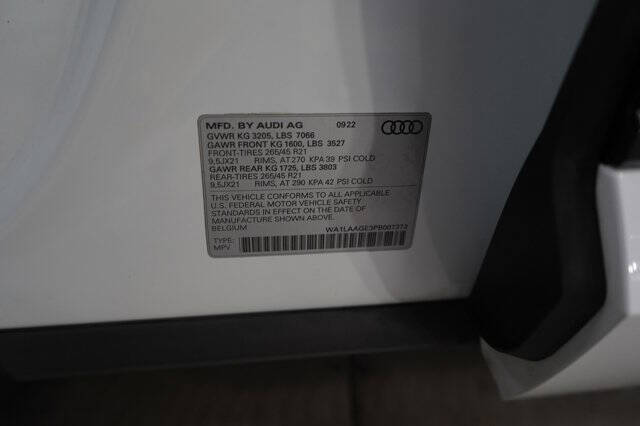 MFD. BY AUDI AG 0922
GVWR KG 3205, LBS 7066
GAWR FRONT KG 1600, LBS 3527
FRONT-TIRES 265/45 R21
9,5JX21 RIMS, AT 270 KPA 39 PSI COLD
GAWR REAR KG 1725, LBS 3803
REAR-TIRES 265/45 R21
9,5JX21 RIMS, AT 290 KPA 42 PSI COLD
THIS VEHICLE CONFORMS TO ALL APPLICABLE
U.S. FEDERAL MOTOR VEHICLE SAFETY
STANDARDS IN EFFECT ON THE DATE OF
MANUFACTURE SHOWN ABOVE.
BELGIUM
TYPE:
MPV